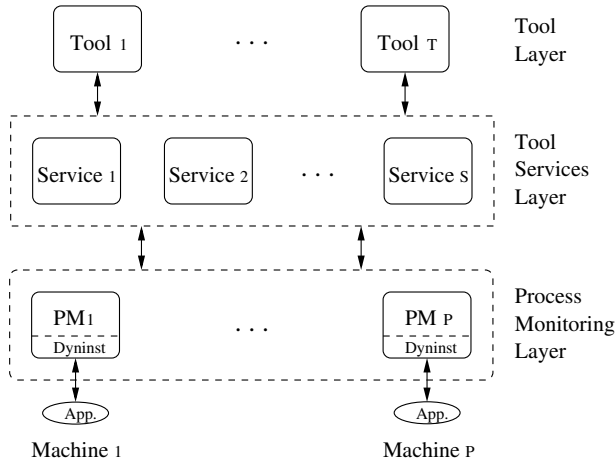 Tool 1 . . . Tool T
Tool
Layer
Service 1 Service 2 . . . Service S
Tool
Services
Layer
PM1 . . . PM P
Dyninst Dyninst
Process
Monitoring
Layer
App. App.
Machine 1 Machine P